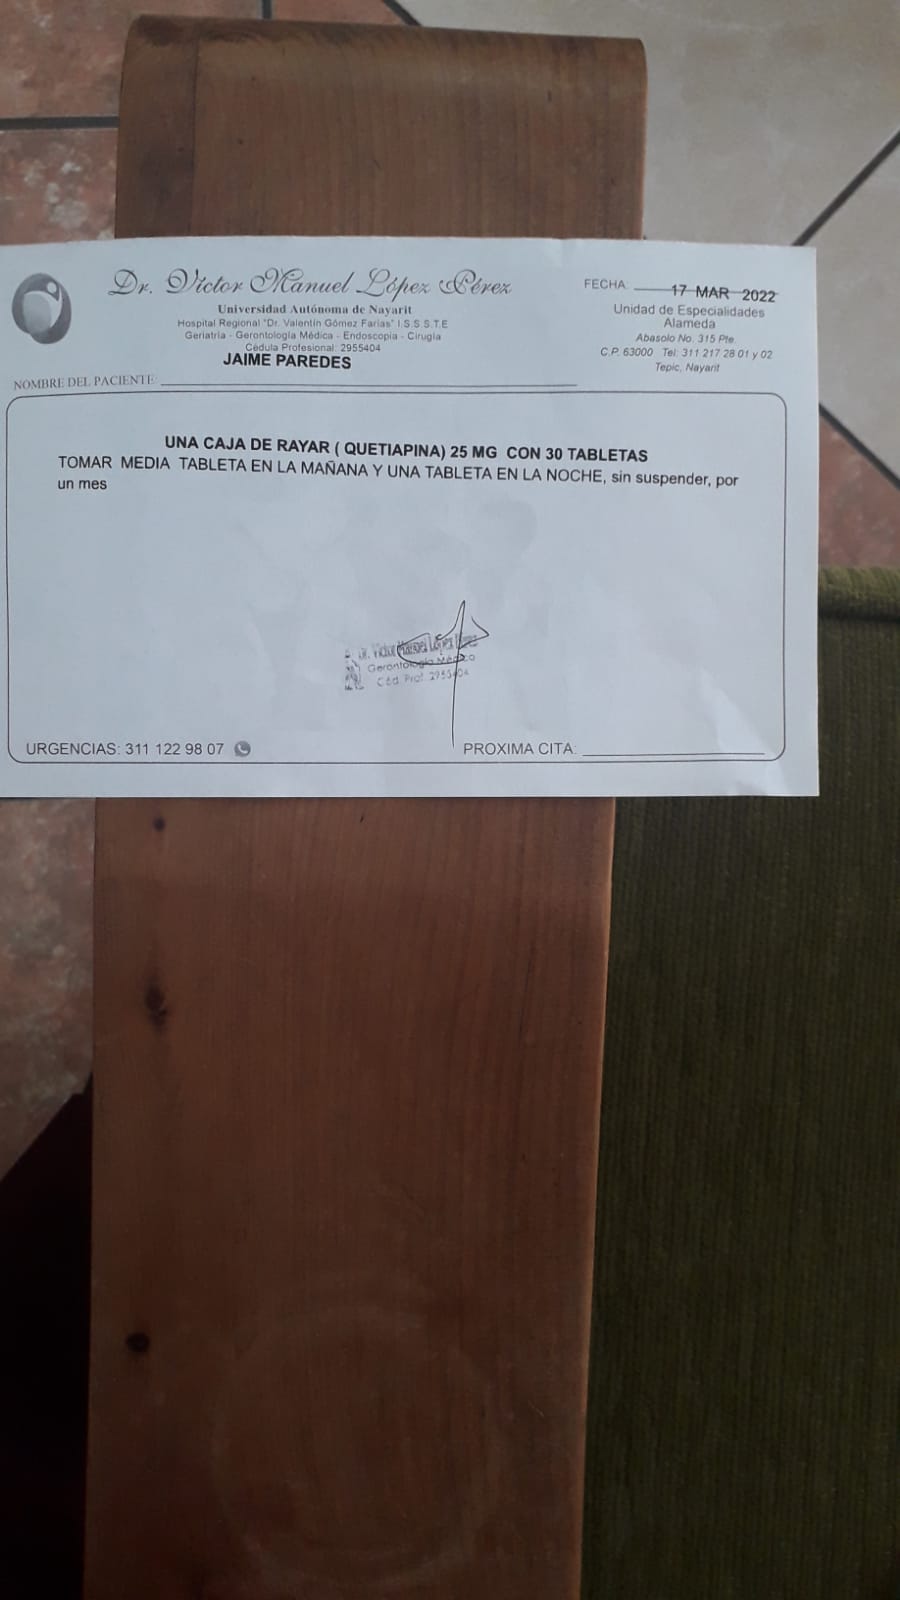 Dr. Víctor Manuel López Pérez
Universidad Autónoma de Nayarit
Hospital Regional "Dr. Valentín Gómez Farías" I.S.S.S.T.E
Geriatría - Gerontología Médica - Endoscopia - Cirugía
Cédula Profesional: 2955404
FECHA: 17 MAR 2022
Unidad de Especialidades
Alameda
Abasolo No. 315 Pte.
C.P. 63000 Tel: 311 217 28 01 y 02
Tepic, Nayarit
JAIME PAREDES
NOMBRE DEL PACIENTE:
UNA CAJA DE RAYAR ( QUETIAPINA) 25 MG CON 30 TABLETAS
TOMAR MEDIA TABLETA EN LA MAÑANA Y UNA TABLETA EN LA NOCHE, sin suspender, por
un mes
Dr. Víctor Manuel López Pérez
Gerontología Médica
Céd. Prof. 2955404
URGENCIAS: 311 122 98 07
PROXIMA CITA: